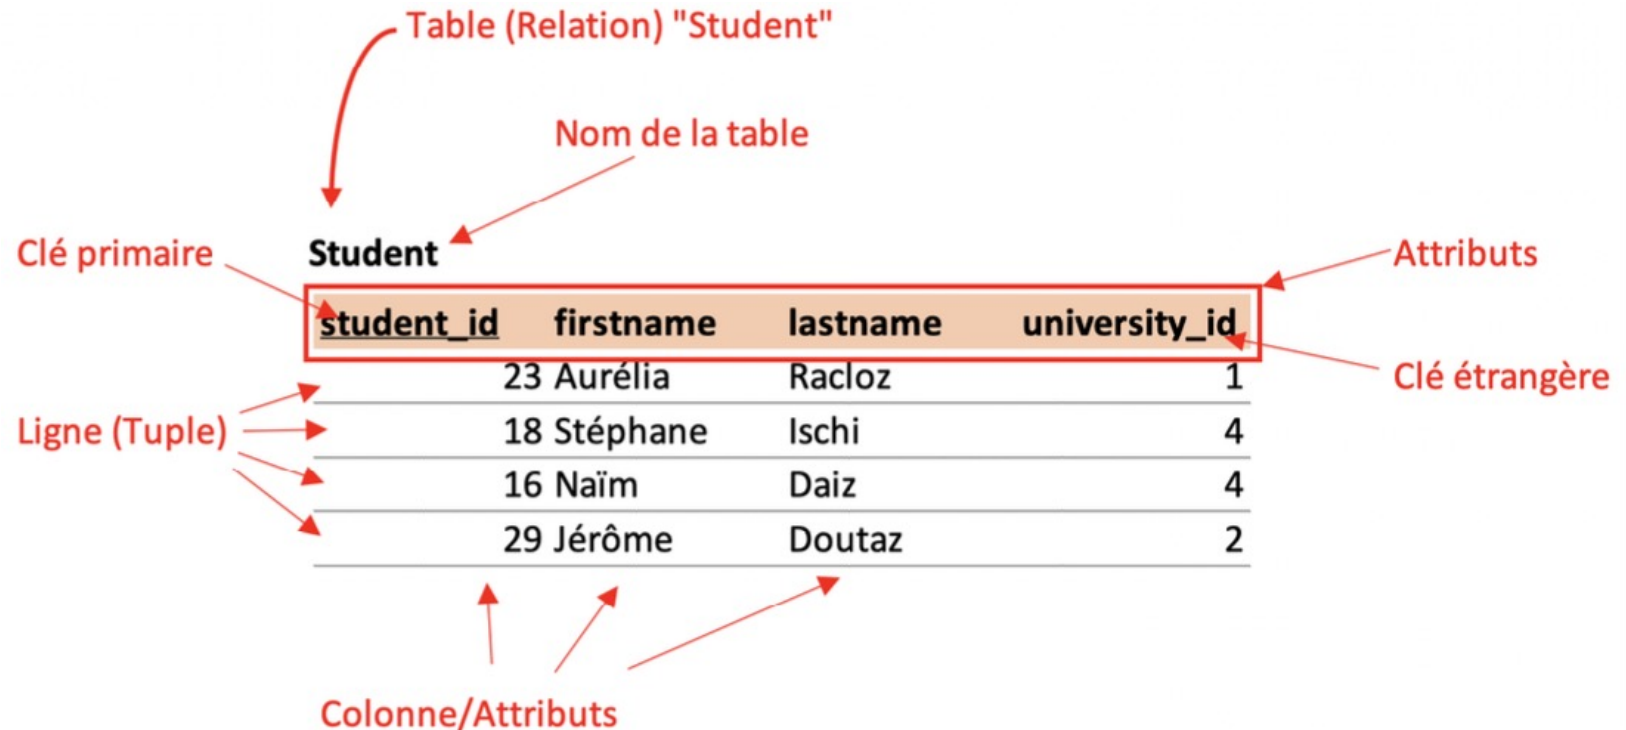 Table (Relation) "Student"
Nom de la table
Clé primaire
Student
Attributs
student_id firstname lastname university_id
23 Aurélia Racloz 1
Clé étrangère
Ligne (Tuple)
18 Stéphane Ischi 4
16 Naïm Daiz 4
29 Jérôme Doutaz 2
Colonne/Attributs